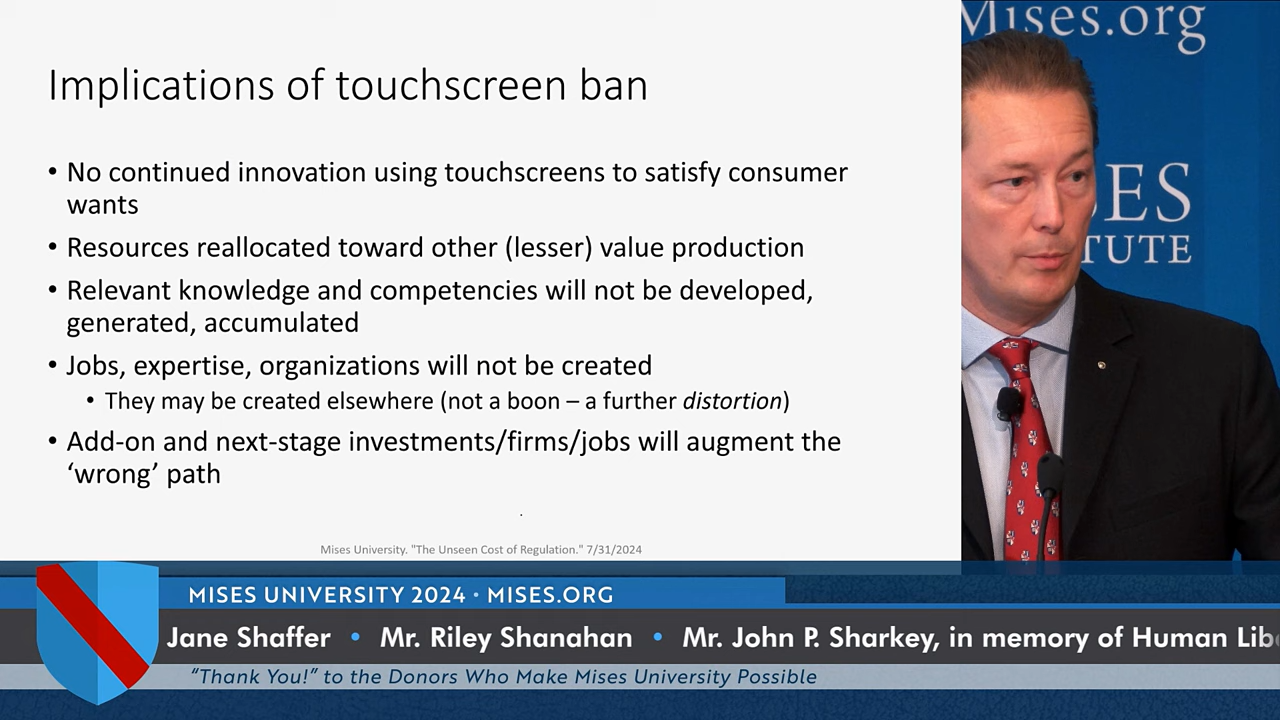 Implications of touchscreen ban
• No continued innovation using touchscreens to satisfy consumer
wants
• Resources reallocated toward other (lesser) value production
• Relevant knowledge and competencies will not be developed,
generated, accumulated
• Jobs, expertise, organizations will not be created
• They may be created elsewhere (not a boon – a further distortion)
• Add-on and next-stage investments/firms/jobs will augment the
‘wrong’ path
.
Mises University. "The Unseen Cost of Regulation." 7/31/2024
Mises.org
ES
TUTE
MISES UNIVERSITY 2024 • MISES.ORG
Jane Shaffer • Mr. Riley Shanahan • Mr. John P. Sharkey, in memory of Human Lib
“Thank You!” to the Donors Who Make Mises University Possible